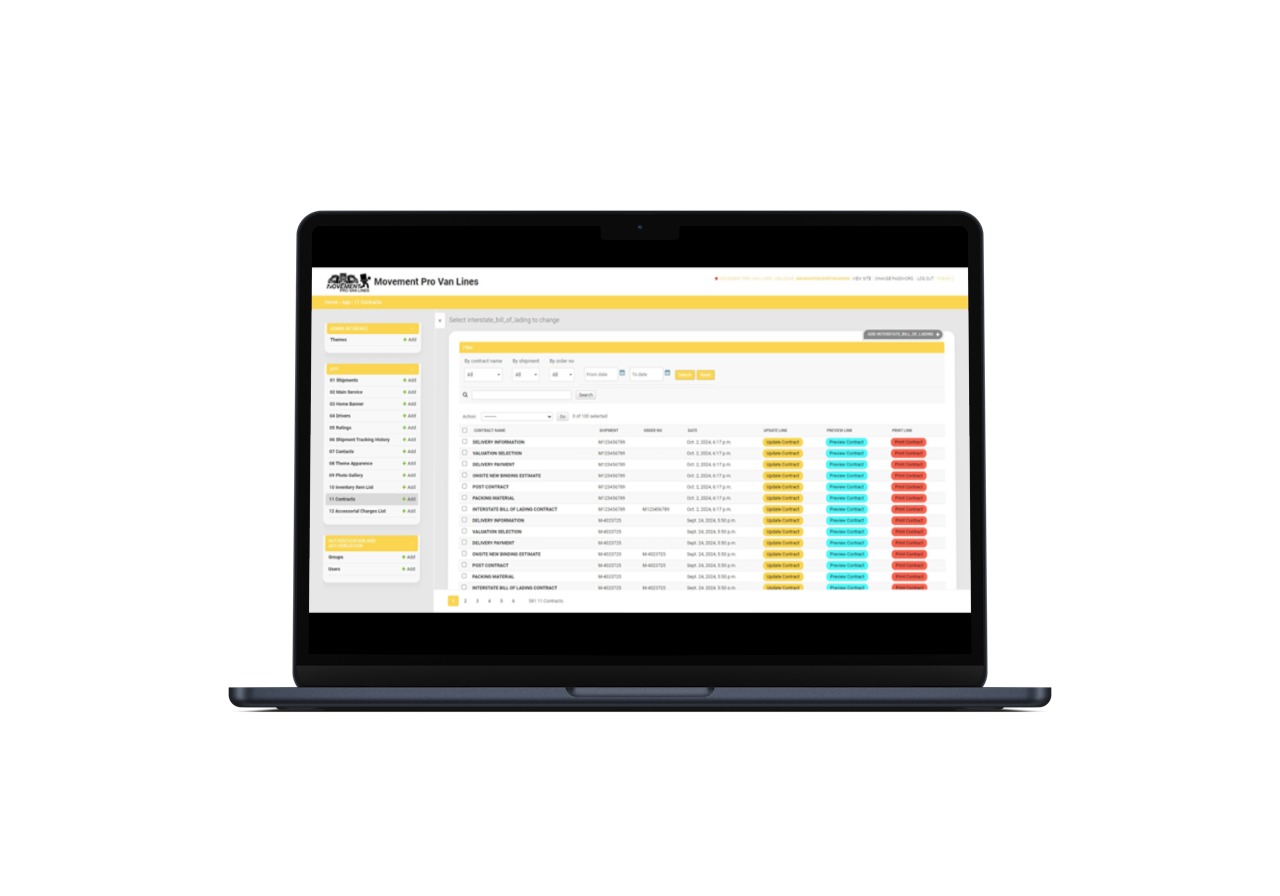 MOVEMENT
PRO VAN LINES
Movement Pro Van Lines
VIEW SITE CHANGE PASSWORD LOG OUT
Home › App › 11 Contracts
Themes + Add
01 Shipments + Add
02 Main Service + Add
03 Home Banner + Add
04 Drivers + Add
05 Ratings + Add
06 Shipment Tracking History + Add
07 Contacts + Add
08 Theme Apparence + Add
09 Photo Gallery + Add
10 Inventory Item List + Add
11 Contracts + Add
12 Accessorial Charges List + Add
AUTHENTICATION AND
AUTHORIZATION
Groups + Add
Users + Add
Select interstate_bill_of_lading to change
ADD INTERSTATE_BILL_OF_LADING +
Filter
By contract name By shipment By order no
All All All From date To date Search Reset
Search
Action: -------- Go 0 of 100 selected
CONTRACT NAME SHIPMENT ORDER NO DATE UPDATE LINK PREVIEW LINK PRINT LINK
DELIVERY INFORMATION M123456789 Oct. 2, 2024, 6:17 p.m. Update Contract Preview Contract Print Contract
VALUATION SELECTION M123456789 Oct. 2, 2024, 6:17 p.m. Update Contract Preview Contract Print Contract
DELIVERY PAYMENT M123456789 Oct. 2, 2024, 6:17 p.m. Update Contract Preview Contract Print Contract
ONSITE NEW BINDING ESTIMATE M123456789 Oct. 2, 2024, 6:17 p.m. Update Contract Preview Contract Print Contract
POST-CONTRACT M123456789 Oct. 2, 2024, 6:17 p.m. Update Contract Preview Contract Print Contract
PACKING MATERIAL M123456789 Oct. 2, 2024, 6:17 p.m. Update Contract Preview Contract Print Contract
INTERSTATE BILL OF LADING CONTRACT M123456789 M123456789 Oct. 2, 2024, 6:17 p.m. Update Contract Preview Contract Print Contract
DELIVERY INFORMATION M-4023725 Sept. 24, 2024, 5:50 p.m. Update Contract Preview Contract Print Contract
VALUATION SELECTION M-4023725 Sept. 24, 2024, 5:50 p.m. Update Contract Preview Contract Print Contract
DELIVERY PAYMENT M-4023725 Sept. 24, 2024, 5:50 p.m. Update Contract Preview Contract Print Contract
ONSITE NEW BINDING ESTIMATE M-4023725 M-4023725 Sept. 24, 2024, 5:50 p.m. Update Contract Preview Contract Print Contract
POST-CONTRACT M-4023725 M-4023725 Sept. 24, 2024, 5:50 p.m. Update Contract Preview Contract Print Contract
PACKING MATERIAL M-4023725 M-4023725 Sept. 24, 2024, 5:50 p.m. Update Contract Preview Contract Print Contract
INTERSTATE BILL OF LADING CONTRACT M-4023725 M-4023725 Sept. 24, 2024, 5:50 p.m. Update Contract Preview Contract Print Contract
1 2 3 4 5 6 581 11 Contracts